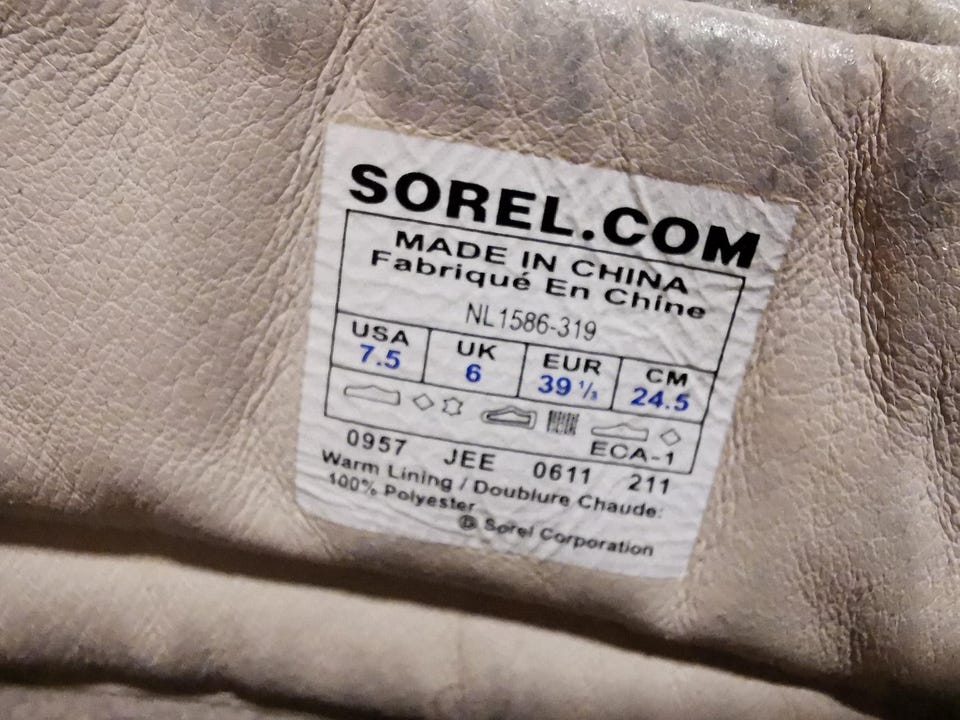 SOREL.COM
MADE IN CHINA
Fabriqué En Chine
NL1586-319
USA UK EUR CM
7.5 6 39 ⅓ 24.5
ECA-1
0957 JEE 0611 211
Warm Lining / Doublure Chaude:
100% Polyester
® Sorel Corporation